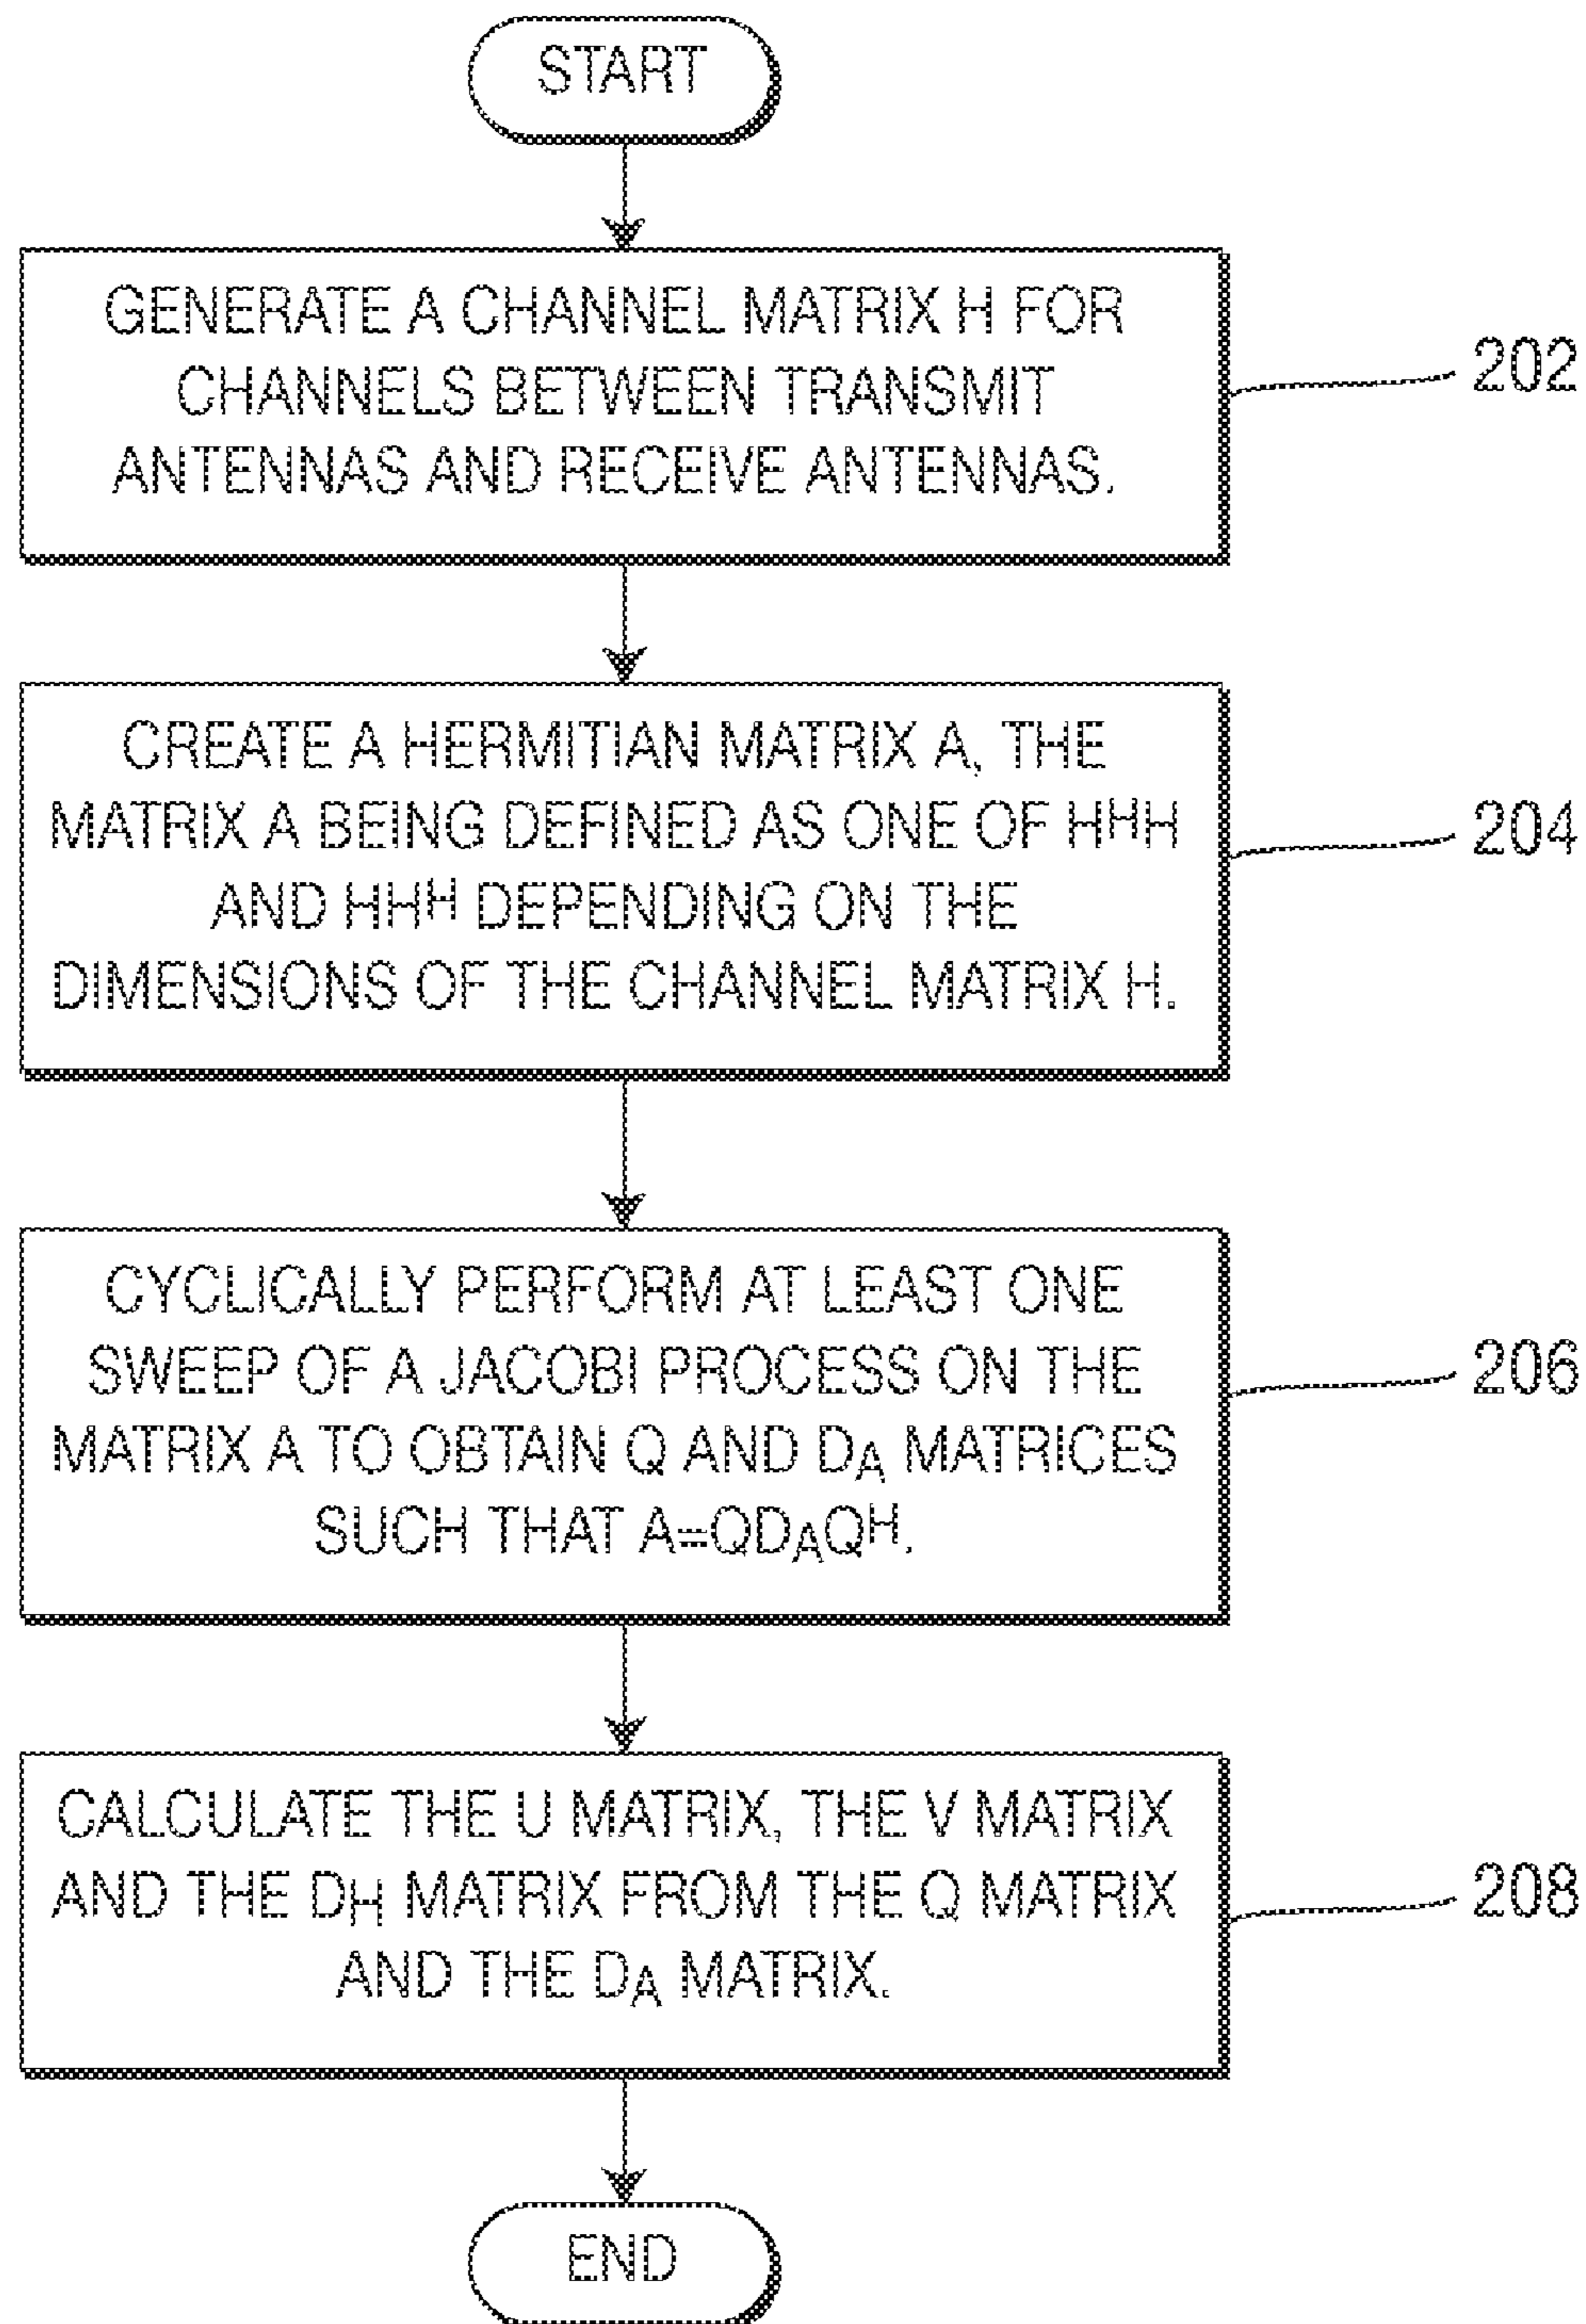 START
GENERATE A CHANNEL MATRIX H FOR
CHANNELS BETWEEN TRANSMIT
ANTENNAS AND RECEIVE ANTENNAS.
202
CREATE A HERMITIAN MATRIX A, THE
MATRIX A BEING DEFINED AS ONE OF HᴴH
AND HHᴴ DEPENDING ON THE
DIMENSIONS OF THE CHANNEL MATRIX H.
204
CYCLICALLY PERFORM AT LEAST ONE
SWEEP OF A JACOBI PROCESS ON THE
MATRIX A TO OBTAIN Q AND DA MATRICES
SUCH THAT A=QDAQᴴ.
206
CALCULATE THE U MATRIX, THE V MATRIX
AND THE DH MATRIX FROM THE Q MATRIX
AND THE DA MATRIX.
208
END